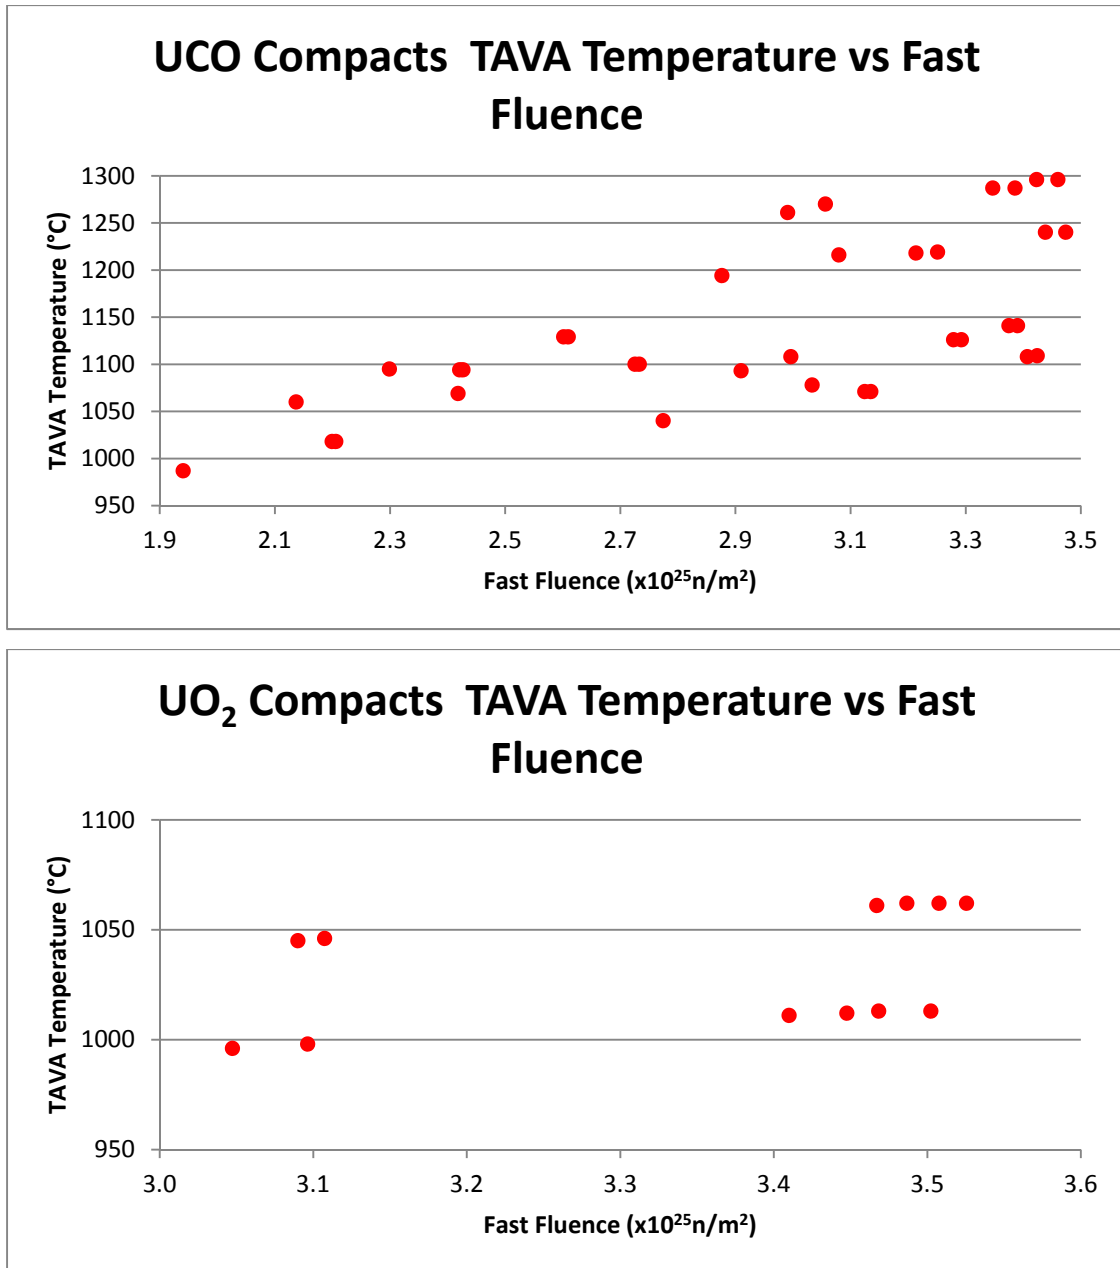 UCO Compacts  TAVA Temperature vs Fast
Fluence
TAVA Temperature (°C)
1300
1250
1200
1150
1100
1050
1000
950
1.9 2.1 2.3 2.5 2.7 2.9 3.1 3.3 3.5
Fast Fluence (x10²⁵n/m²)
UO₂ Compacts  TAVA Temperature vs Fast
Fluence
TAVA Temperature (°C)
1100
1050
1000
950
3.0 3.1 3.2 3.3 3.4 3.5 3.6
Fast Fluence (x10²⁵n/m²)